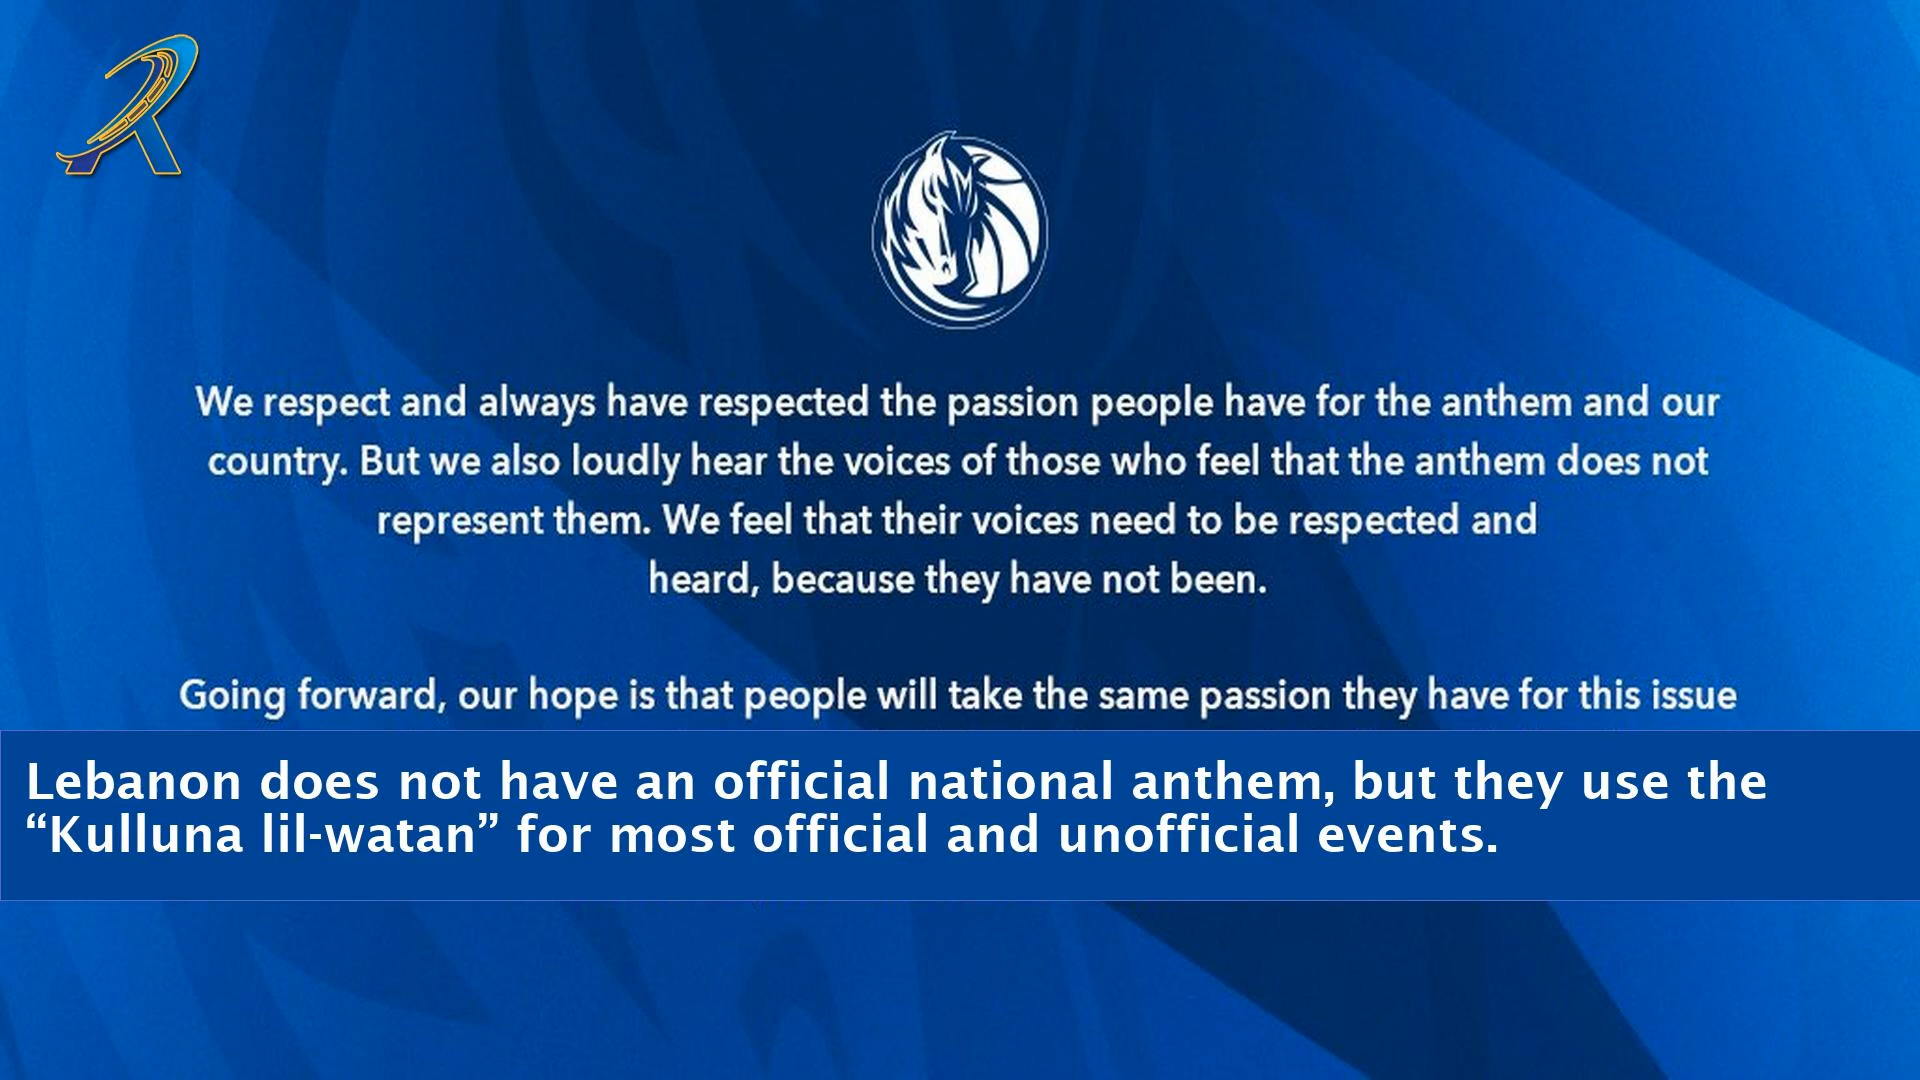 We respect and always have respected the passion people have for the anthem and our
country. But we also loudly hear the voices of those who feel that the anthem does not
represent them. We feel that their voices need to be respected and
heard, because they have not been.
Going forward, our hope is that people will take the same passion they have for this issue
Lebanon does not have an official national anthem, but they use the
“Kulluna lil-watan” for most official and unofficial events.